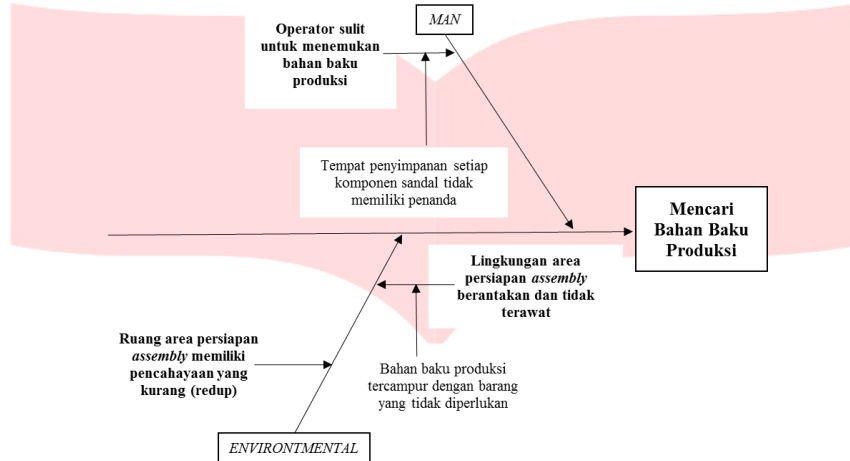 MAN
Operator sulit
untuk menemukan
bahan baku
produksi
Tempat penyimpanan setiap
komponen sandal tidak
memiliki penanda
Mencari
Bahan Baku
Produksi
Lingkungan area
persiapan assembly
berantakan dan tidak
terawat
Ruang area persiapan
assembly memiliki
pencahayaan yang
kurang (redup)
Bahan baku produksi
tercampur dengan barang
yang tidak diperlukan
ENVIRONTMENTAL